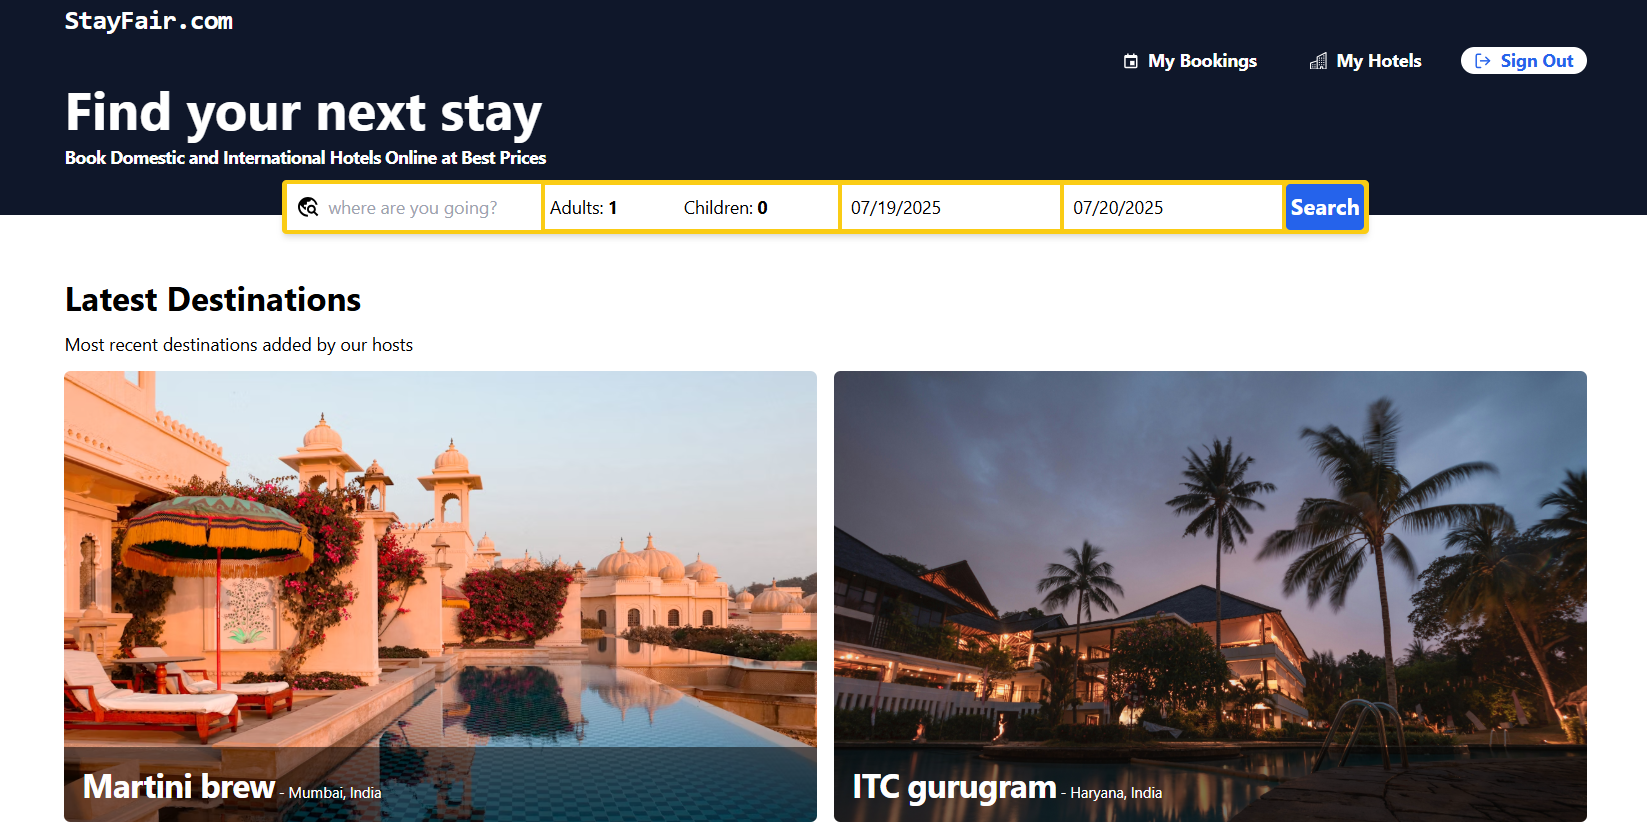 StayFair.com
My Bookings My Hotels Sign Out
Find your next stay
Book Domestic and International Hotels Online at Best Prices
where are you going? Adults: 1 Children: 0 07/19/2025 07/20/2025 Search
Latest Destinations
Most recent destinations added by our hosts
Martini brew - Mumbai, India
ITC gurugram - Haryana, India